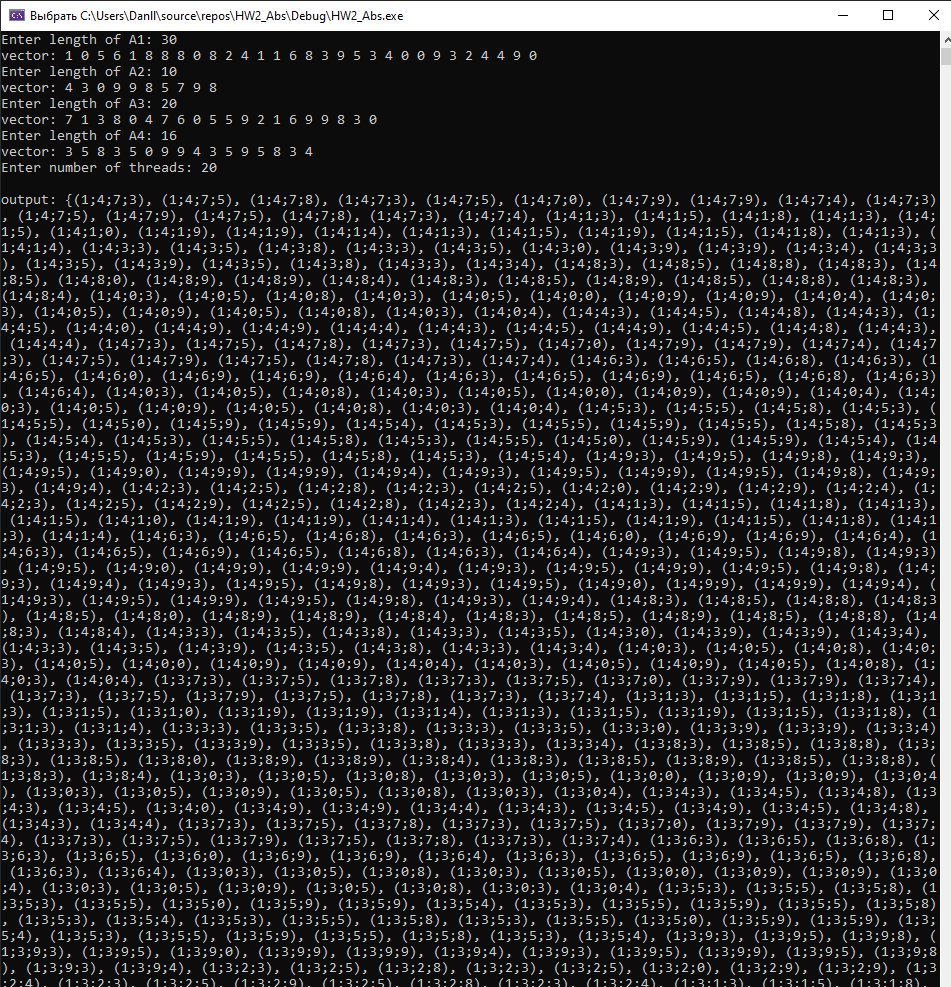 Выбрать C:\Users\Danil\source\repos\HW2_Abs\Debug\HW2_Abs.exe
Enter length of A1: 30
vector: 1 0 5 6 1 8 8 8 0 8 2 4 1 1 6 8 3 9 5 3 4 0 0 9 3 2 4 4 9 0
Enter length of A2: 10
vector: 4 3 0 9 9 8 5 7 9 8
Enter length of A3: 20
vector: 7 1 3 8 0 4 7 6 0 5 5 9 2 1 6 9 9 8 3 0
Enter length of A4: 16
vector: 3 5 8 3 5 0 9 9 4 3 5 9 5 8 3 4
Enter number of threads: 20
output: {(1;4;7;3), (1;4;7;5), (1;4;7;8), (1;4;7;3), (1;4;7;5), (1;4;7;0), (1;4;7;9), (1;4;7;9), (1;4;7;4), (1;4;7;3)
, (1;4;7;5), (1;4;7;9), (1;4;7;5), (1;4;7;8), (1;4;7;3), (1;4;7;4), (1;4;1;3), (1;4;1;5), (1;4;1;8), (1;4;1;3), (1;4;
1;5), (1;4;1;0), (1;4;1;9), (1;4;1;9), (1;4;1;4), (1;4;1;3), (1;4;1;5), (1;4;1;9), (1;4;1;5), (1;4;1;8), (1;4;1;3), (
1;4;1;4), (1;4;3;3), (1;4;3;5), (1;4;3;8), (1;4;3;3), (1;4;3;5), (1;4;3;0), (1;4;3;9), (1;4;3;9), (1;4;3;4), (1;4;3;3
), (1;4;3;5), (1;4;3;9), (1;4;3;5), (1;4;3;8), (1;4;3;3), (1;4;3;4), (1;4;8;3), (1;4;8;5), (1;4;8;8), (1;4;8;3), (1;4
;8;5), (1;4;8;0), (1;4;8;9), (1;4;8;9), (1;4;8;4), (1;4;8;3), (1;4;8;5), (1;4;8;9), (1;4;8;5), (1;4;8;8), (1;4;8;3), 
(1;4;8;4), (1;4;0;3), (1;4;0;5), (1;4;0;8), (1;4;0;3), (1;4;0;5), (1;4;0;0), (1;4;0;9), (1;4;0;9), (1;4;0;4), (1;4;0;
3), (1;4;0;5), (1;4;0;9), (1;4;0;5), (1;4;0;8), (1;4;0;3), (1;4;0;4), (1;4;4;3), (1;4;4;5), (1;4;4;8), (1;4;4;3), (1;
4;4;5), (1;4;4;0), (1;4;4;9), (1;4;4;9), (1;4;4;4), (1;4;4;3), (1;4;4;5), (1;4;4;9), (1;4;4;5), (1;4;4;8), (1;4;4;3),
 (1;4;4;4), (1;4;7;3), (1;4;7;5), (1;4;7;8), (1;4;7;3), (1;4;7;5), (1;4;7;0), (1;4;7;9), (1;4;7;9), (1;4;7;4), (1;4;7
;3), (1;4;7;5), (1;4;7;9), (1;4;7;5), (1;4;7;8), (1;4;7;3), (1;4;7;4), (1;4;6;3), (1;4;6;5), (1;4;6;8), (1;4;6;3), (1
;4;6;5), (1;4;6;0), (1;4;6;9), (1;4;6;9), (1;4;6;4), (1;4;6;3), (1;4;6;5), (1;4;6;9), (1;4;6;5), (1;4;6;8), (1;4;6;3)
, (1;4;6;4), (1;4;0;3), (1;4;0;5), (1;4;0;8), (1;4;0;3), (1;4;0;5), (1;4;0;0), (1;4;0;9), (1;4;0;9), (1;4;0;4), (1;4;
0;3), (1;4;0;5), (1;4;0;9), (1;4;0;5), (1;4;0;8), (1;4;0;3), (1;4;0;4), (1;4;5;3), (1;4;5;5), (1;4;5;8), (1;4;5;3), (
1;4;5;5), (1;4;5;0), (1;4;5;9), (1;4;5;9), (1;4;5;4), (1;4;5;3), (1;4;5;5), (1;4;5;9), (1;4;5;5), (1;4;5;8), (1;4;5;3
), (1;4;5;4), (1;4;5;3), (1;4;5;5), (1;4;5;8), (1;4;5;3), (1;4;5;5), (1;4;5;0), (1;4;5;9), (1;4;5;9), (1;4;5;4), (1;4
;5;3), (1;4;5;5), (1;4;5;9), (1;4;5;5), (1;4;5;8), (1;4;5;3), (1;4;5;4), (1;4;9;3), (1;4;9;5), (1;4;9;8), (1;4;9;3), 
(1;4;9;5), (1;4;9;0), (1;4;9;9), (1;4;9;9), (1;4;9;4), (1;4;9;3), (1;4;9;5), (1;4;9;9), (1;4;9;5), (1;4;9;8), (1;4;9;
3), (1;4;9;4), (1;4;2;3), (1;4;2;5), (1;4;2;8), (1;4;2;3), (1;4;2;5), (1;4;2;0), (1;4;2;9), (1;4;2;9), (1;4;2;4), (1;
4;2;3), (1;4;2;5), (1;4;2;9), (1;4;2;5), (1;4;2;8), (1;4;2;3), (1;4;2;4), (1;4;1;3), (1;4;1;5), (1;4;1;8), (1;4;1;3),
 (1;4;1;5), (1;4;1;0), (1;4;1;9), (1;4;1;9), (1;4;1;4), (1;4;1;3), (1;4;1;5), (1;4;1;9), (1;4;1;5), (1;4;1;8), (1;4;1
;3), (1;4;1;4), (1;4;6;3), (1;4;6;5), (1;4;6;8), (1;4;6;3), (1;4;6;5), (1;4;6;0), (1;4;6;9), (1;4;6;9), (1;4;6;4), (1
;4;6;3), (1;4;6;5), (1;4;6;9), (1;4;6;5), (1;4;6;8), (1;4;6;3), (1;4;6;4), (1;4;9;3), (1;4;9;5), (1;4;9;8), (1;4;9;3)
, (1;4;9;5), (1;4;9;0), (1;4;9;9), (1;4;9;9), (1;4;9;4), (1;4;9;3), (1;4;9;5), (1;4;9;9), (1;4;9;5), (1;4;9;8), (1;4;
9;3), (1;4;9;4), (1;4;9;3), (1;4;9;5), (1;4;9;8), (1;4;9;3), (1;4;9;5), (1;4;9;0), (1;4;9;9), (1;4;9;9), (1;4;9;4), (
1;4;9;3), (1;4;9;5), (1;4;9;9), (1;4;9;5), (1;4;9;8), (1;4;9;3), (1;4;9;4), (1;4;8;3), (1;4;8;5), (1;4;8;8), (1;4;8;3
), (1;4;8;5), (1;4;8;0), (1;4;8;9), (1;4;8;9), (1;4;8;4), (1;4;8;3), (1;4;8;5), (1;4;8;9), (1;4;8;5), (1;4;8;8), (1;4
;8;3), (1;4;8;4), (1;4;3;3), (1;4;3;5), (1;4;3;8), (1;4;3;3), (1;4;3;5), (1;4;3;0), (1;4;3;9), (1;4;3;9), (1;4;3;4), 
(1;4;3;3), (1;4;3;5), (1;4;3;9), (1;4;3;5), (1;4;3;8), (1;4;3;3), (1;4;3;4), (1;4;0;3), (1;4;0;5), (1;4;0;8), (1;4;0;
3), (1;4;0;5), (1;4;0;0), (1;4;0;9), (1;4;0;9), (1;4;0;4), (1;4;0;3), (1;4;0;5), (1;4;0;9), (1;4;0;5), (1;4;0;8), (1;
4;0;3), (1;4;0;4), (1;3;7;3), (1;3;7;5), (1;3;7;8), (1;3;7;3), (1;3;7;5), (1;3;7;0), (1;3;7;9), (1;3;7;9), (1;3;7;4),
 (1;3;7;3), (1;3;7;5), (1;3;7;9), (1;3;7;5), (1;3;7;8), (1;3;7;3), (1;3;7;4), (1;3;1;3), (1;3;1;5), (1;3;1;8), (1;3;1
;3), (1;3;1;5), (1;3;1;0), (1;3;1;9), (1;3;1;9), (1;3;1;4), (1;3;1;3), (1;3;1;5), (1;3;1;9), (1;3;1;5), (1;3;1;8), (1
;3;1;3), (1;3;1;4), (1;3;3;3), (1;3;3;5), (1;3;3;8), (1;3;3;3), (1;3;3;5), (1;3;3;0), (1;3;3;9), (1;3;3;9), (1;3;3;4)
, (1;3;3;3), (1;3;3;5), (1;3;3;9), (1;3;3;5), (1;3;3;8), (1;3;3;3), (1;3;3;4), (1;3;8;3), (1;3;8;5), (1;3;8;8), (1;3;
8;3), (1;3;8;5), (1;3;8;0), (1;3;8;9), (1;3;8;9), (1;3;8;4), (1;3;8;3), (1;3;8;5), (1;3;8;9), (1;3;8;5), (1;3;8;8), (
1;3;8;3), (1;3;8;4), (1;3;0;3), (1;3;0;5), (1;3;0;8), (1;3;0;3), (1;3;0;5), (1;3;0;0), (1;3;0;9), (1;3;0;9), (1;3;0;4
), (1;3;0;3), (1;3;0;5), (1;3;0;9), (1;3;0;5), (1;3;0;8), (1;3;0;3), (1;3;0;4), (1;3;4;3), (1;3;4;5), (1;3;4;8), (1;3
;4;3), (1;3;4;5), (1;3;4;0), (1;3;4;9), (1;3;4;9), (1;3;4;4), (1;3;4;3), (1;3;4;5), (1;3;4;9), (1;3;4;5), (1;3;4;8), 
(1;3;4;3), (1;3;4;4), (1;3;7;3), (1;3;7;5), (1;3;7;8), (1;3;7;3), (1;3;7;5), (1;3;7;0), (1;3;7;9), (1;3;7;9), (1;3;7;
4), (1;3;7;3), (1;3;7;5), (1;3;7;9), (1;3;7;5), (1;3;7;8), (1;3;7;3), (1;3;7;4), (1;3;6;3), (1;3;6;5), (1;3;6;8), (1;
3;6;3), (1;3;6;5), (1;3;6;0), (1;3;6;9), (1;3;6;9), (1;3;6;4), (1;3;6;3), (1;3;6;5), (1;3;6;9), (1;3;6;5), (1;3;6;8),
 (1;3;6;3), (1;3;6;4), (1;3;0;3), (1;3;0;5), (1;3;0;8), (1;3;0;3), (1;3;0;5), (1;3;0;0), (1;3;0;9), (1;3;0;9), (1;3;0
;4), (1;3;0;3), (1;3;0;5), (1;3;0;9), (1;3;0;5), (1;3;0;8), (1;3;0;3), (1;3;0;4), (1;3;5;3), (1;3;5;5), (1;3;5;8), (1
;3;5;3), (1;3;5;5), (1;3;5;0), (1;3;5;9), (1;3;5;9), (1;3;5;4), (1;3;5;3), (1;3;5;5), (1;3;5;9), (1;3;5;5), (1;3;5;8)
, (1;3;5;3), (1;3;5;4), (1;3;5;3), (1;3;5;5), (1;3;5;8), (1;3;5;3), (1;3;5;5), (1;3;5;0), (1;3;5;9), (1;3;5;9), (1;3;
5;4), (1;3;5;3), (1;3;5;5), (1;3;5;9), (1;3;5;5), (1;3;5;8), (1;3;5;3), (1;3;5;4), (1;3;9;3), (1;3;9;5), (1;3;9;8), (
1;3;9;3), (1;3;9;5), (1;3;9;0), (1;3;9;9), (1;3;9;9), (1;3;9;4), (1;3;9;3), (1;3;9;5), (1;3;9;9), (1;3;9;5), (1;3;9;8
), (1;3;9;3), (1;3;9;4), (1;3;2;3), (1;3;2;5), (1;3;2;8), (1;3;2;3), (1;3;2;5), (1;3;2;0), (1;3;2;9), (1;3;2;9), (1;3
;2;4), (1;3;2;3), (1;3;2;5), (1;3;2;9), (1;3;2;5), (1;3;2;8), (1;3;2;3), (1;3;2;4), (1;3;1;3), (1;3;1;5), (1;3;1;8),